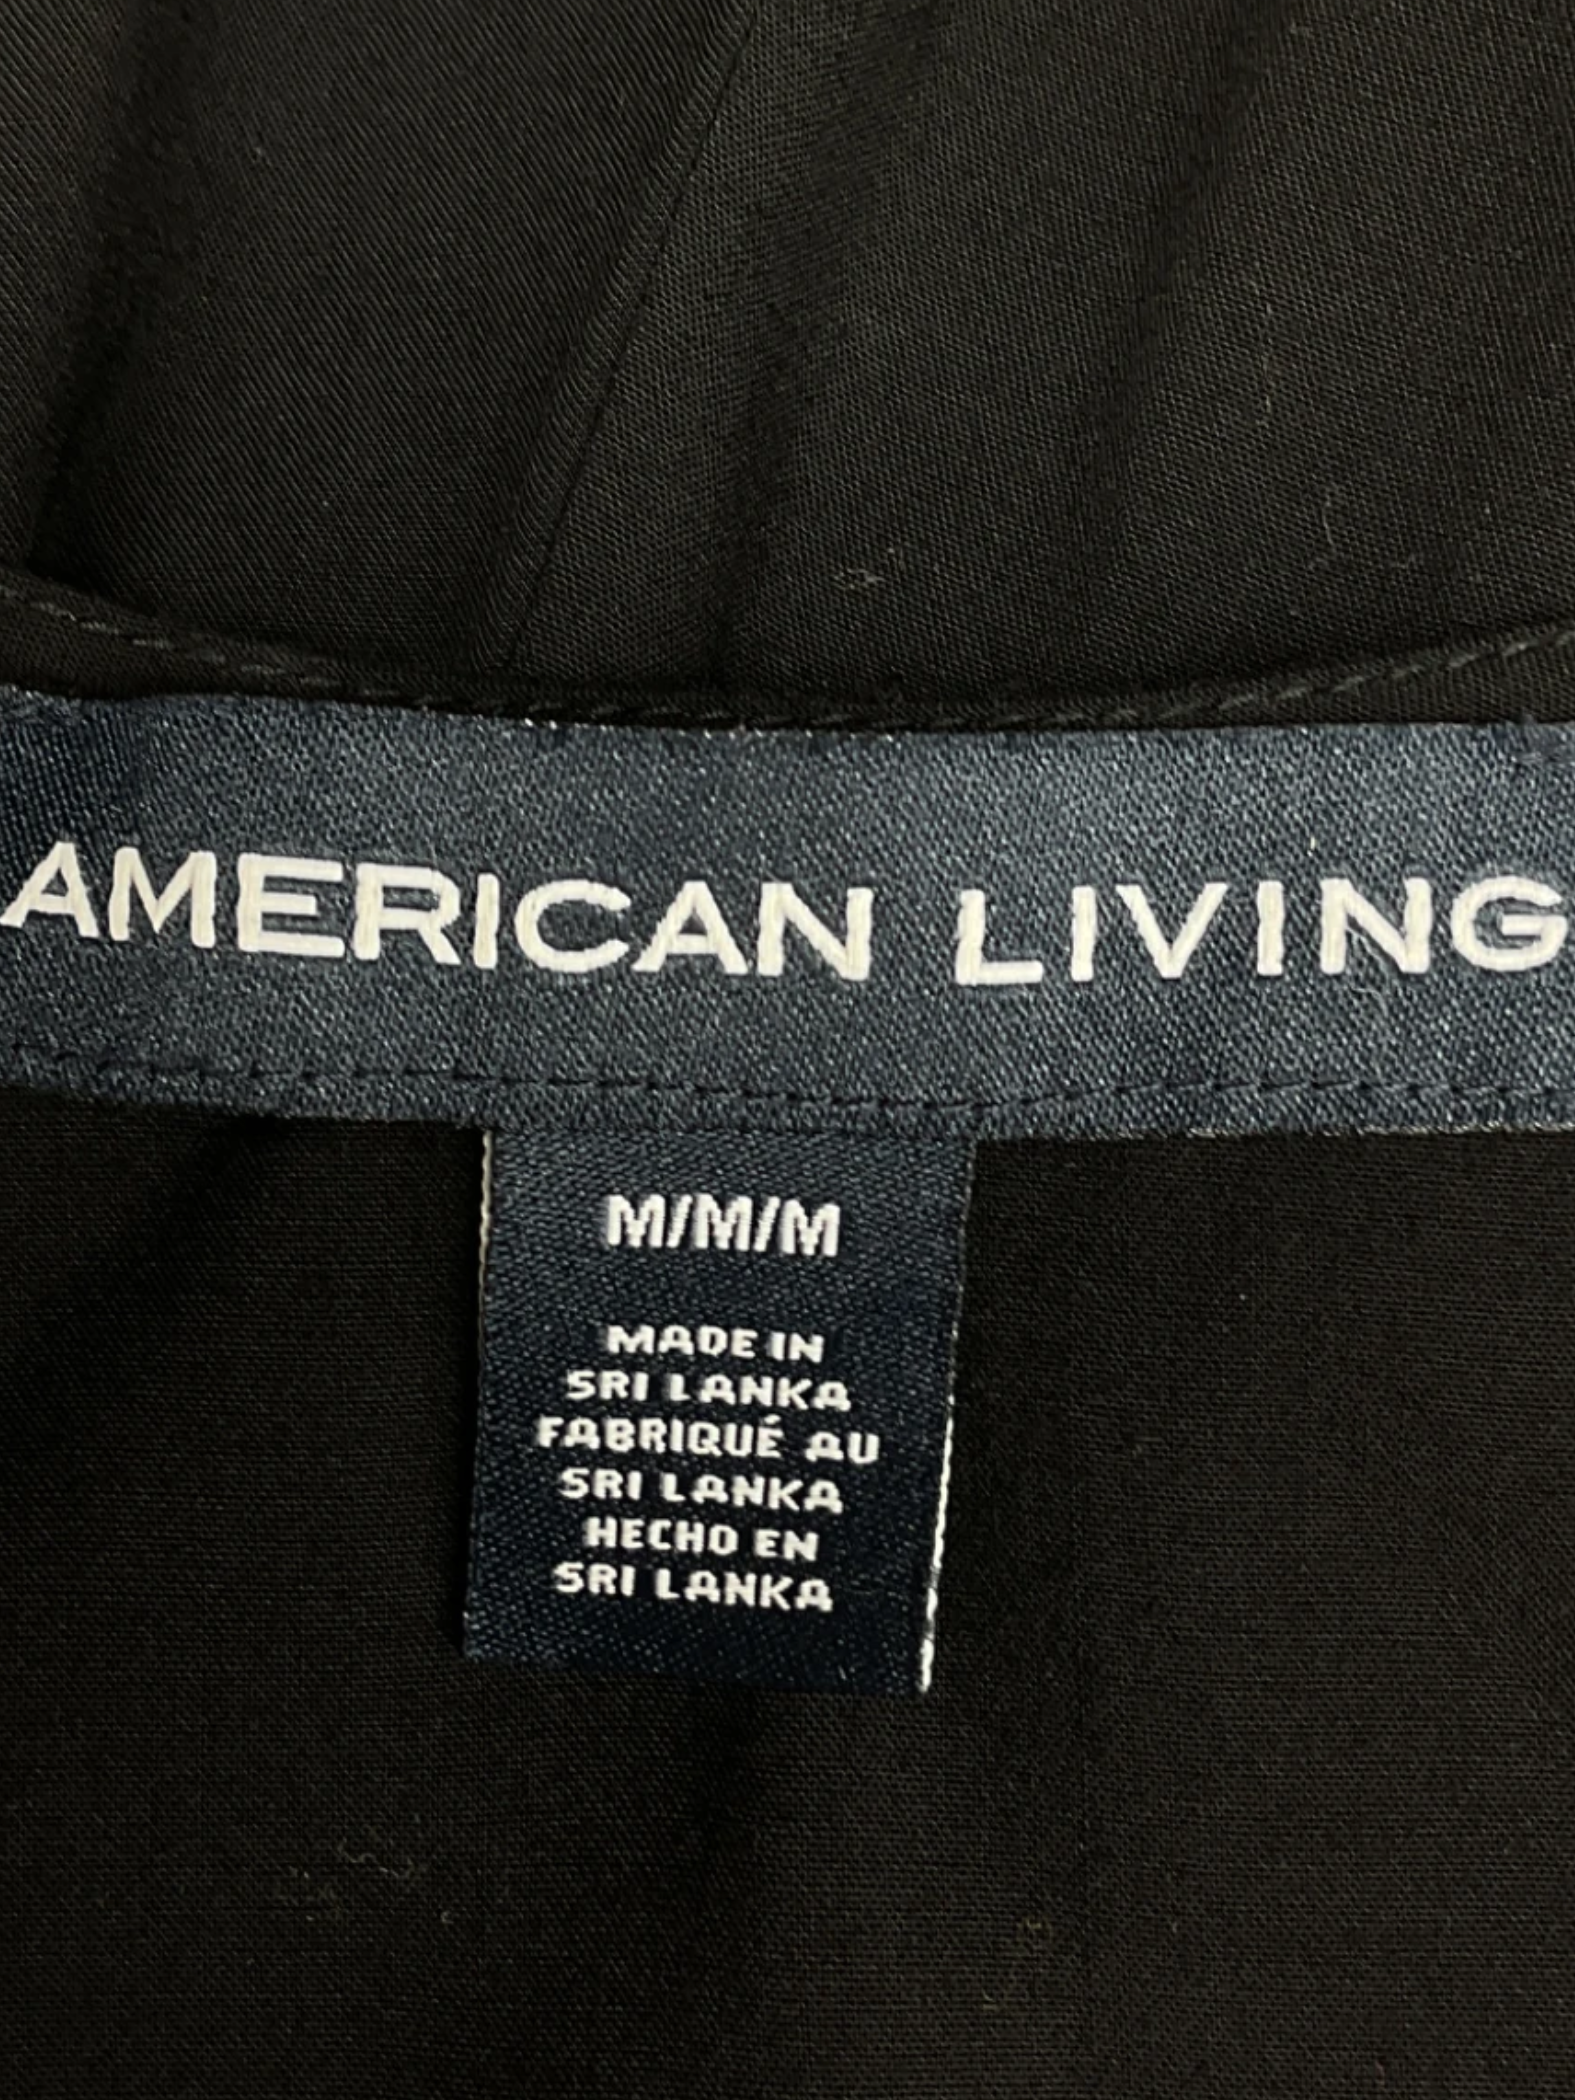 AMERICAN LIVING
M/M/M
MADE IN
SRI LANKA
FABRIQUÉ AU
SRI LANKA
HECHO EN
SRI LANKA